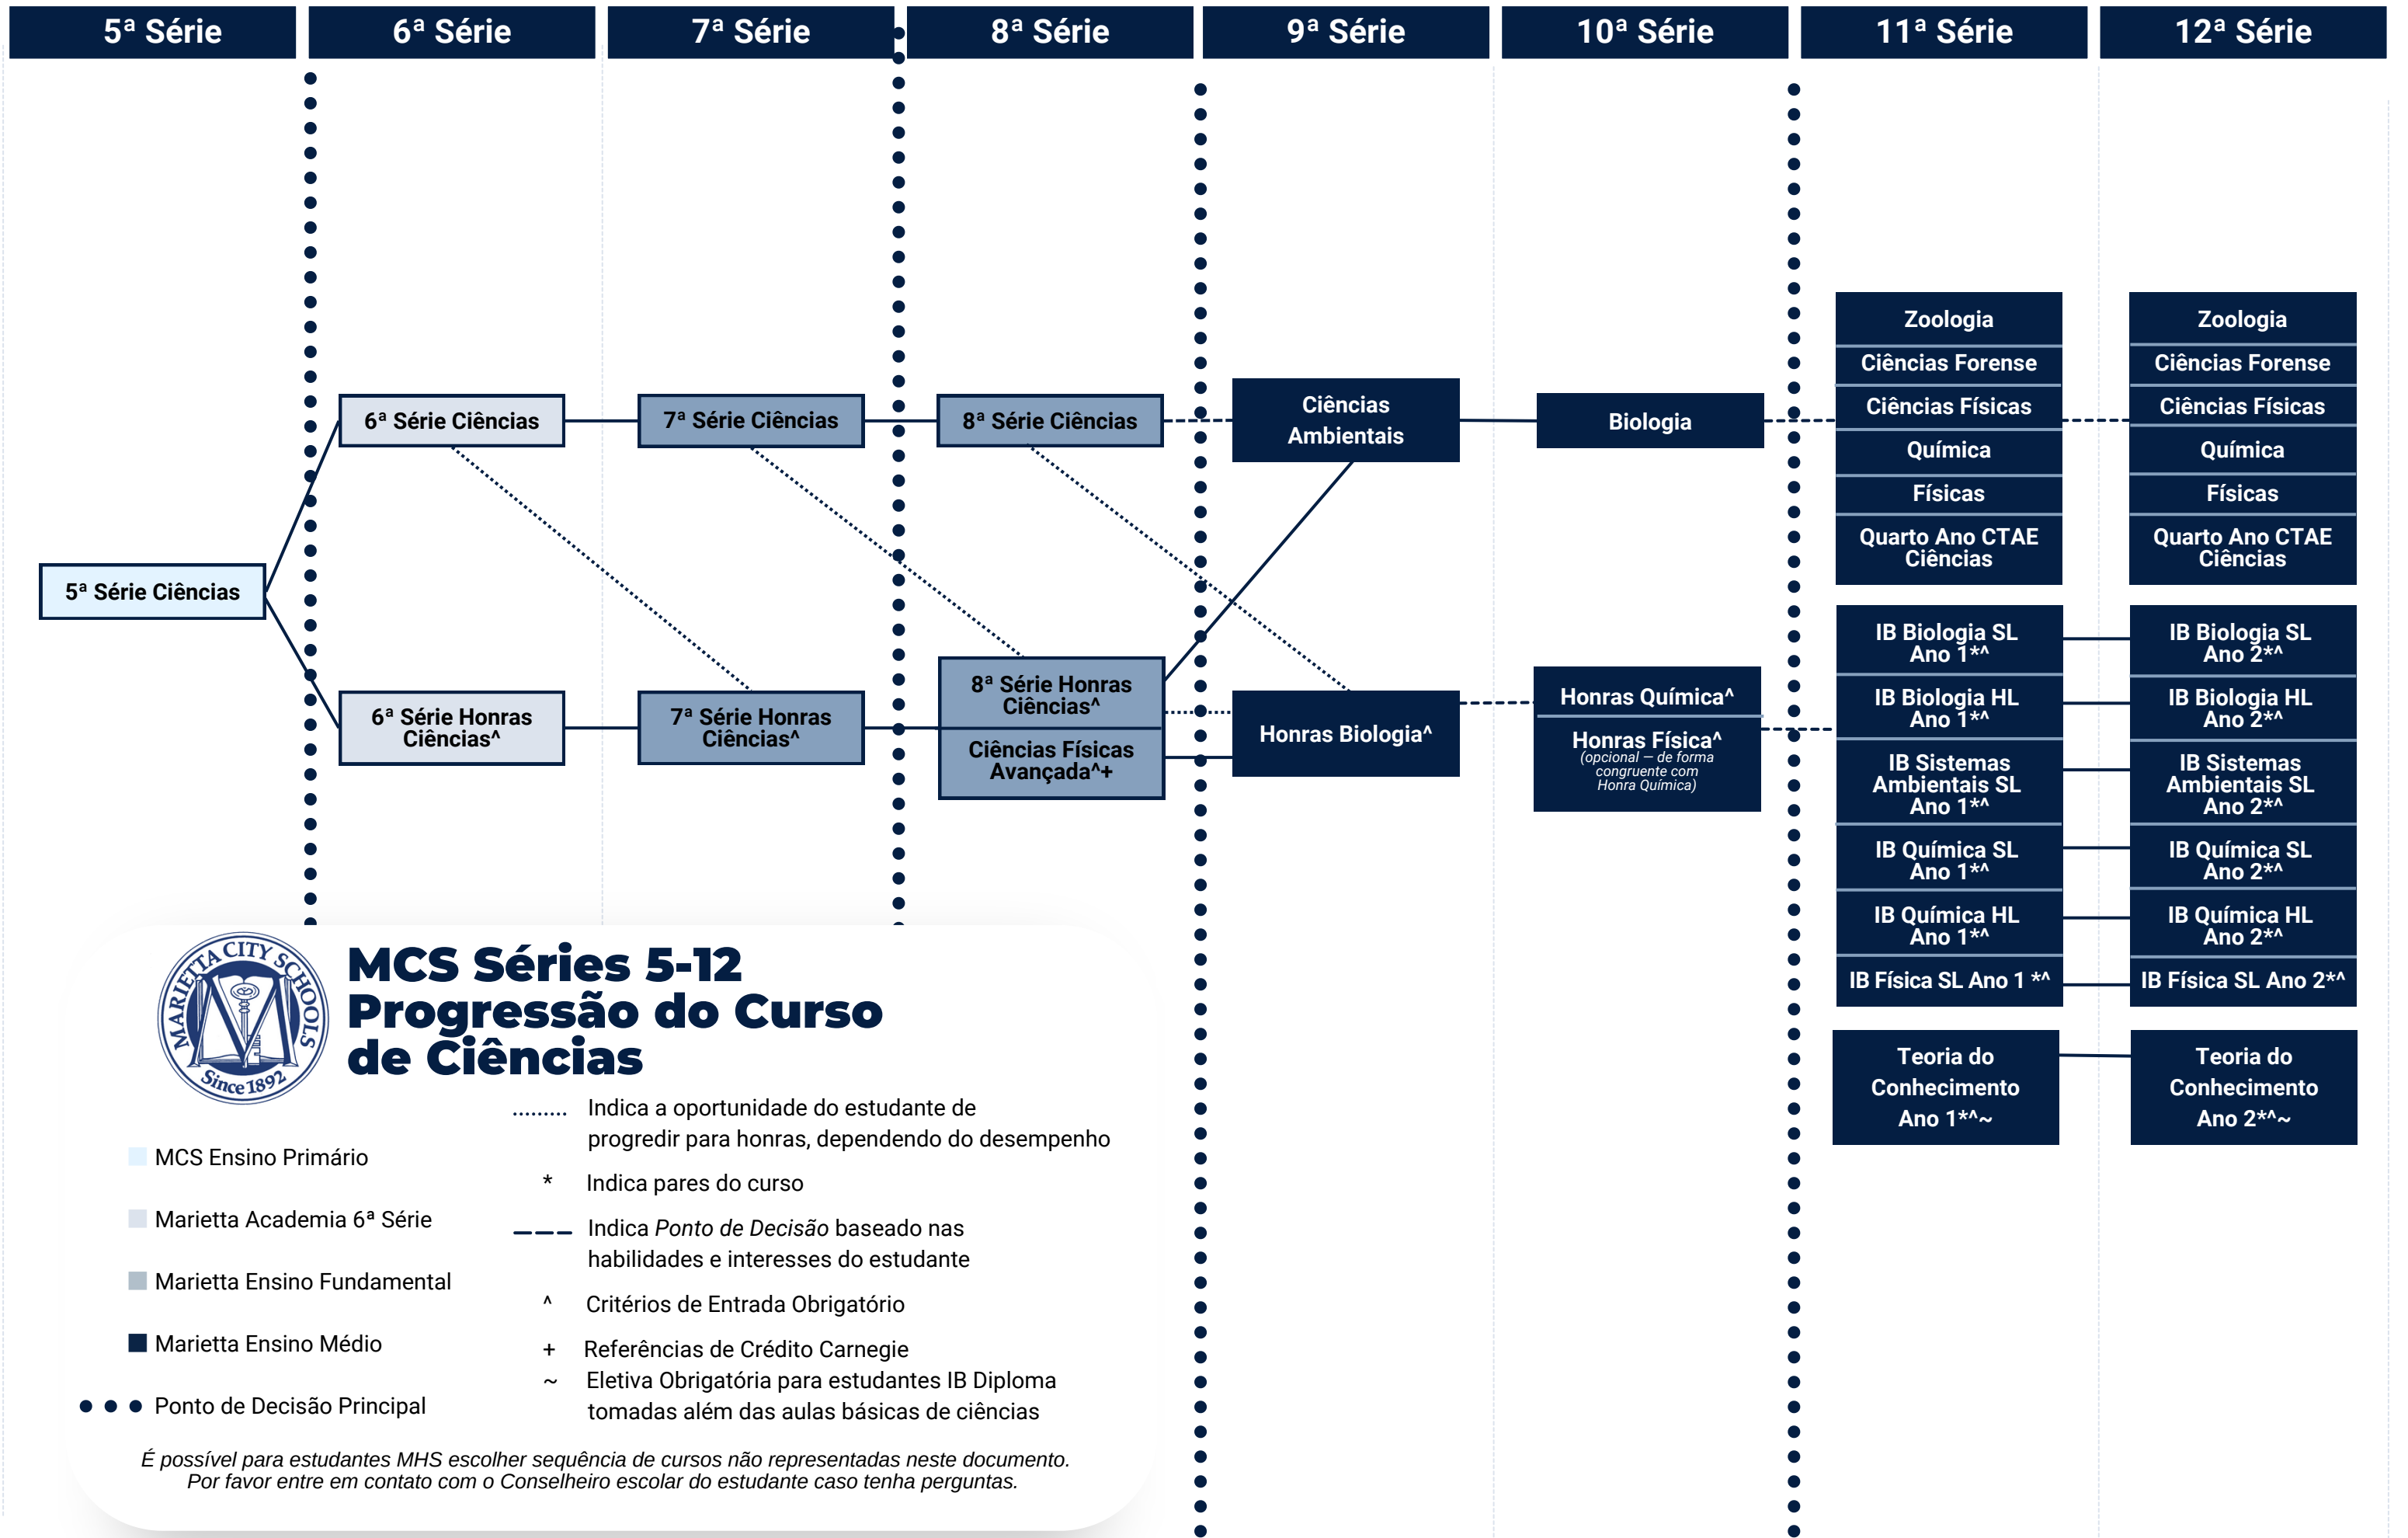 5ª Série
6ª Série
7ª Série
8ª Série
9ª Série
10ª Série
11ª Série
12ª Série
5ª Série Ciências
6ª Série Ciências
6ª Série Honras
Ciências^
7ª Série Ciências
7ª Série Honras
Ciências^
8ª Série Ciências
8ª Série Honras
Ciências^
Ciências Físicas
Avançada^+
Ciências
Ambientais
Honras Biologia^
Biologia
Honras Química^
Honras Física^
(opcional – de forma
congruente com
Honra Química)
Zoologia
Ciências Forense
Ciências Físicas
Química
Físicas
Quarto Ano CTAE
Ciências
IB Biologia SL
Ano 1*^
IB Biologia HL
Ano 1*^
IB Sistemas
Ambientais SL
Ano 1*^
IB Química SL
Ano 1*^
IB Química HL
Ano 1*^
IB Física SL Ano 1 *^
Teoria do
Conhecimento
Ano 1*^~
Zoologia
Ciências Forense
Ciências Físicas
Química
Físicas
Quarto Ano CTAE
Ciências
IB Biologia SL
Ano 2*^
IB Biologia HL
Ano 2*^
IB Sistemas
Ambientais SL
Ano 2*^
IB Química SL
Ano 2*^
IB Química HL
Ano 2*^
IB Física SL Ano 2*^
Teoria do
Conhecimento
Ano 2*^~
MARIETTA CITY SCHOOLS
Since 1892
MCS Séries 5-12
Progressão do Curso
de Ciências
MCS Ensino Primário
Marietta Academia 6ª Série
Marietta Ensino Fundamental
Marietta Ensino Médio
Ponto de Decisão Principal
Indica a oportunidade do estudante de
progredir para honras, dependendo do desempenho
* Indica pares do curso
Indica Ponto de Decisão baseado nas
habilidades e interesses do estudante
^ Critérios de Entrada Obrigatório
+ Referências de Crédito Carnegie
~ Eletiva Obrigatória para estudantes IB Diploma
tomadas além das aulas básicas de ciências
É possível para estudantes MHS escolher sequência de cursos não representadas neste documento.
Por favor entre em contato com o Conselheiro escolar do estudante caso tenha perguntas.